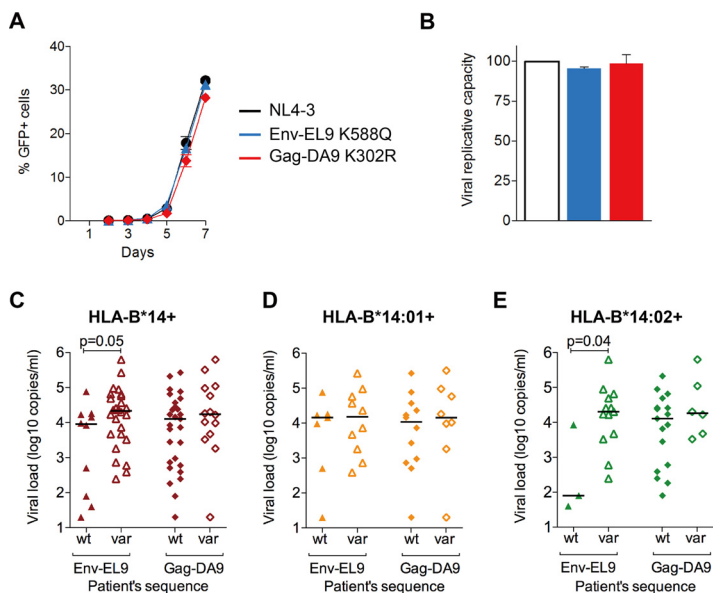 A
% GFP+ cells
40
30
20
10
0
1 3 5 7
Days
NL4-3
Env-EL9 K588Q
Gag-DA9 K302R
B
Viral replicative capacity
100
75
50
25
0
C
HLA-B*14+
p=0.05
Viral load (log10 copies/ml)
6
5
4
3
2
1
wt var wt var
Env-EL9 Gag-DA9
Patient's sequence
D
HLA-B*14:01+
Viral load (log10 copies/ml)
6
5
4
3
2
1
wt var wt var
Env-EL9 Gag-DA9
Patient's sequence
E
HLA-B*14:02+
p=0.04
Viral load (log10 copies/ml)
6
5
4
3
2
1
wt var wt var
Env-EL9 Gag-DA9
Patient's sequence